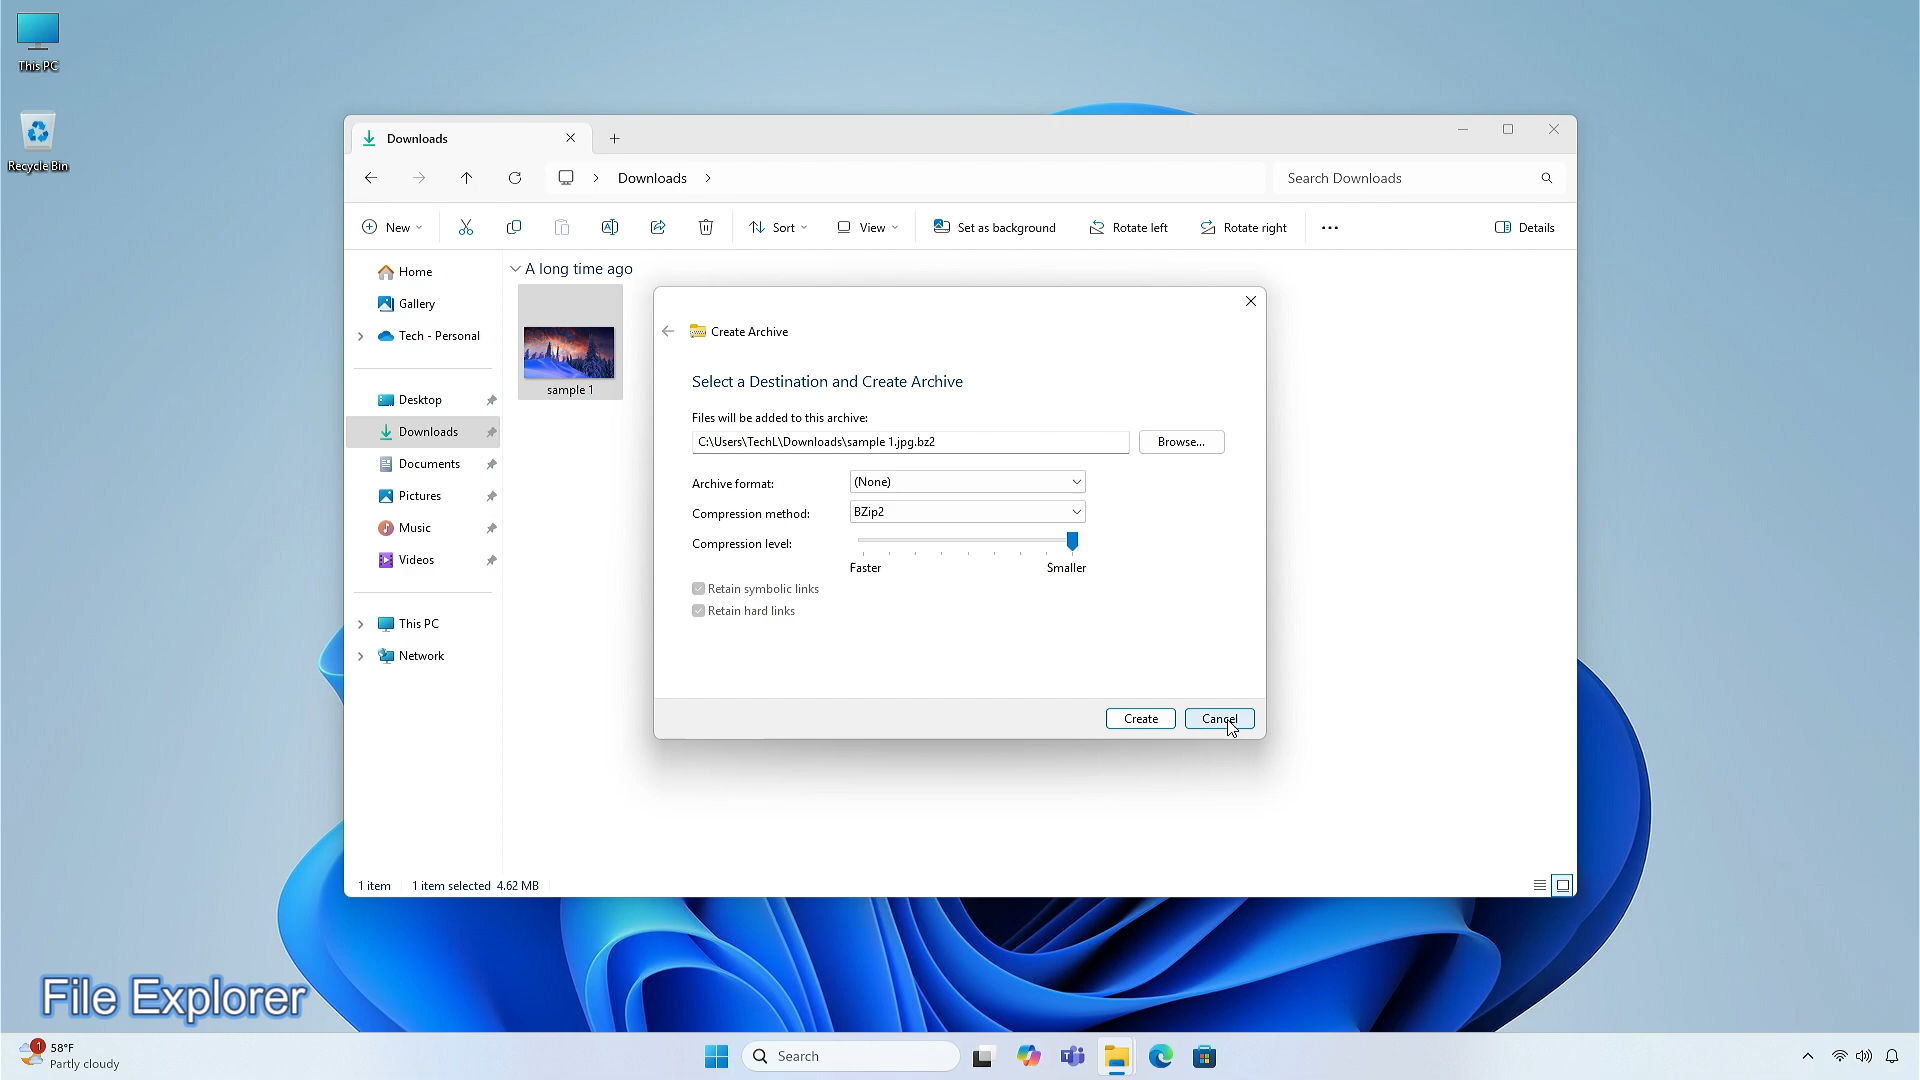 This PC
Recycle Bin
Downloads
Downloads
Search Downloads
New
Sort
View
Set as background
Rotate left
Rotate right
Details
Home
Gallery
Tech - Personal
Desktop
Downloads
Documents
Pictures
Music
Videos
This PC
Network
A long time ago
sample 1
Create Archive
Select a Destination and Create Archive
Files will be added to this archive:
C:\Users\TechL\Downloads\sample 1.jpg.bz2
Browse...
Archive format:
(None)
Compression method:
BZip2
Compression level:
Faster
Smaller
Retain symbolic links
Retain hard links
Create
Cancel
1 item
1 item selected 4.62 MB
File Explorer
1
58°F
Partly cloudy
Search